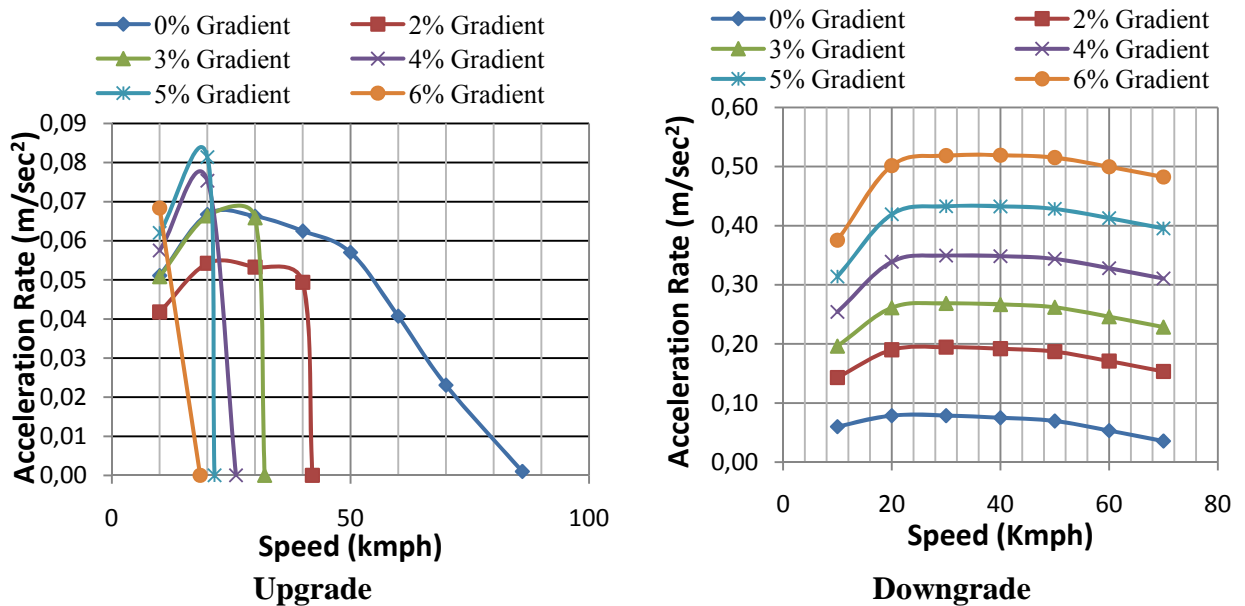 0% Gradient 2% Gradient
3% Gradient 4% Gradient
5% Gradient 6% Gradient
Acceleration Rate (m/sec²)
0,09
0,08
0,07
0,06
0,05
0,04
0,03
0,02
0,01
0,00
0 50 100
Speed (kmph)
Upgrade
0% Gradient 2% Gradient
3% Gradient 4% Gradient
5% Gradient 6% Gradient
Acceleration Rate (m/sec²)
0,60
0,50
0,40
0,30
0,20
0,10
0,00
0 20 40 60 80
Speed (Kmph)
Downgrade